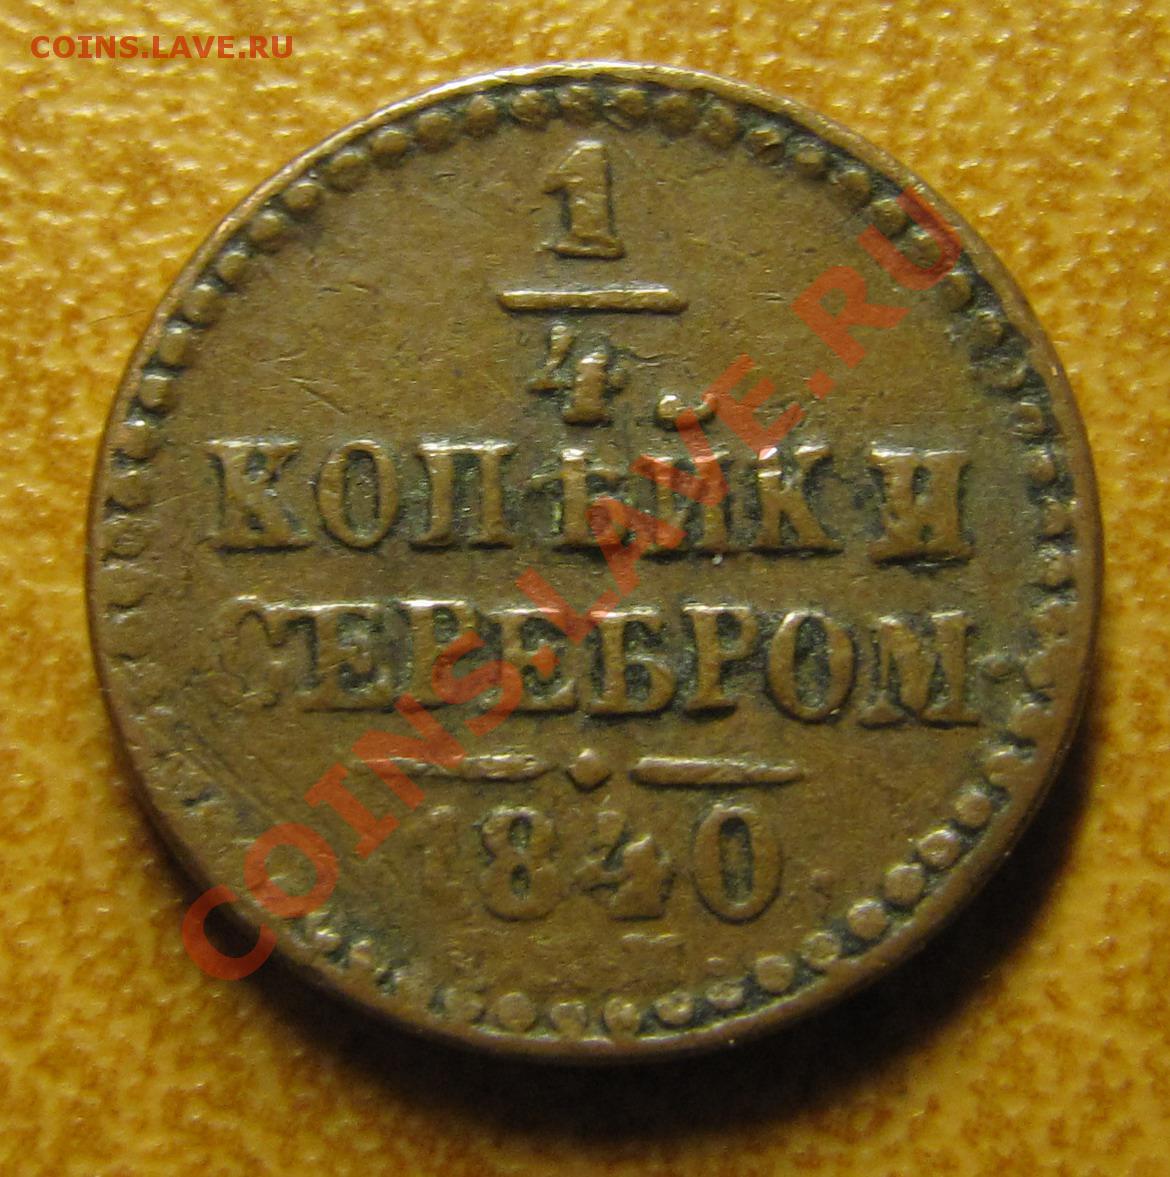 COINS.LAVE.RU
1
4
КОПѢЙКИ
СЕРЕБРОМ
1840
COINS.LAVE.RU